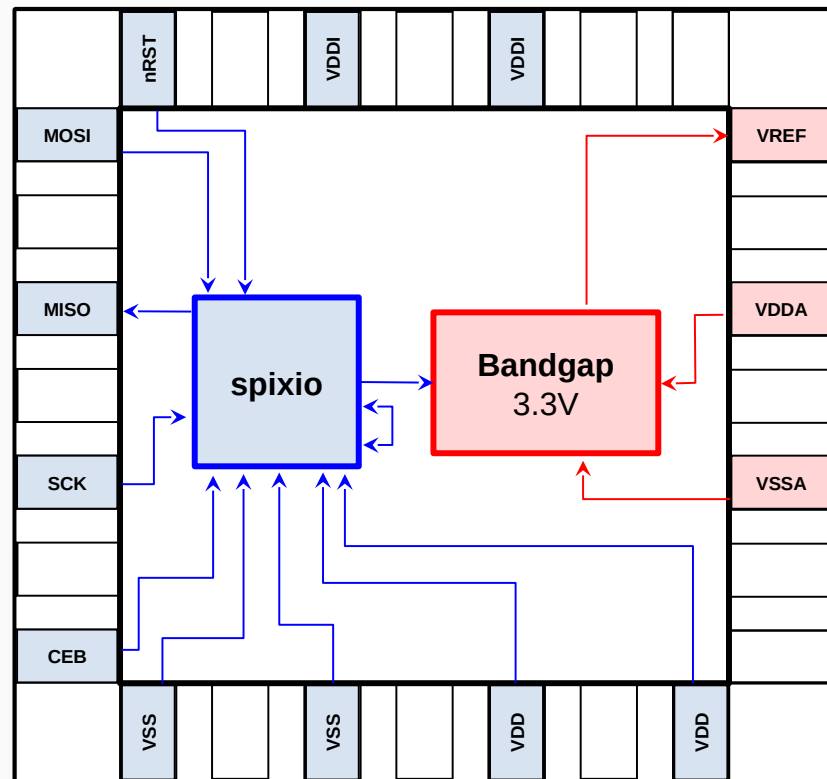 nRST
VDDI
VDDI
MOSI
VREF
MISO
VDDA
spixio
Bandgap
3.3V
SCK
VSSA
CEB
VSS
VSS
VDD
VDD